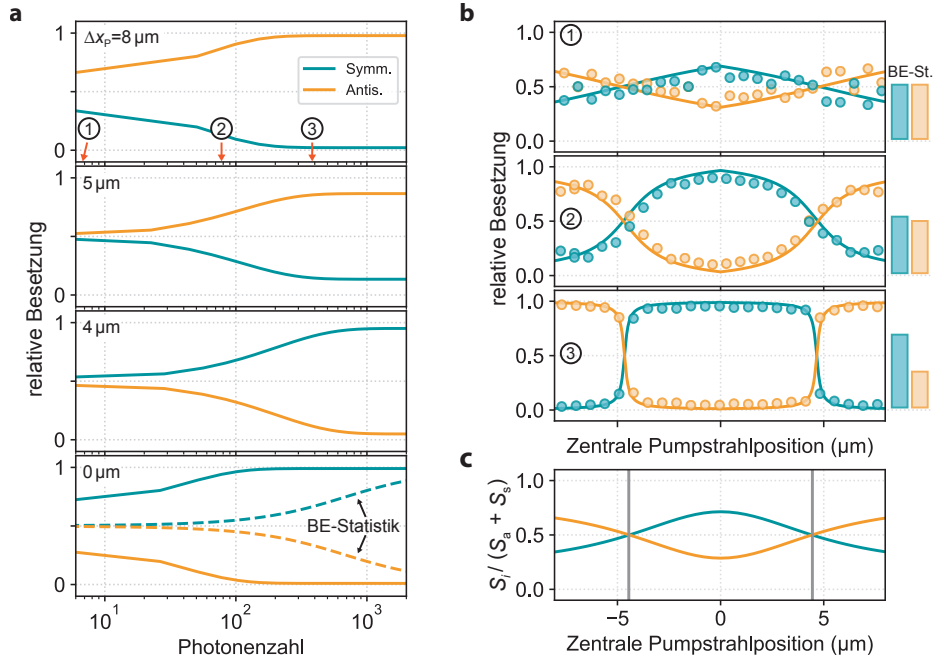 a
Δx_P=8 μm
Symm.
Antis.
1
2
3
1
0
5 μm
1
0
4 μm
1
0
0 μm
BE-Statistik
1
0
10^1
10^2
10^3
relative Besetzung
Photonenzahl
b
1
BE-St.
1.0
0.5
0.0
2
1.0
0.5
0.0
3
1.0
0.5
0.0
relative Besetzung
Zentrale Pumpstrahlposition (μm)
c
1.0
0.5
0.0
S_i / (S_a + S_s)
−5
0
5
Zentrale Pumpstrahlposition (μm)